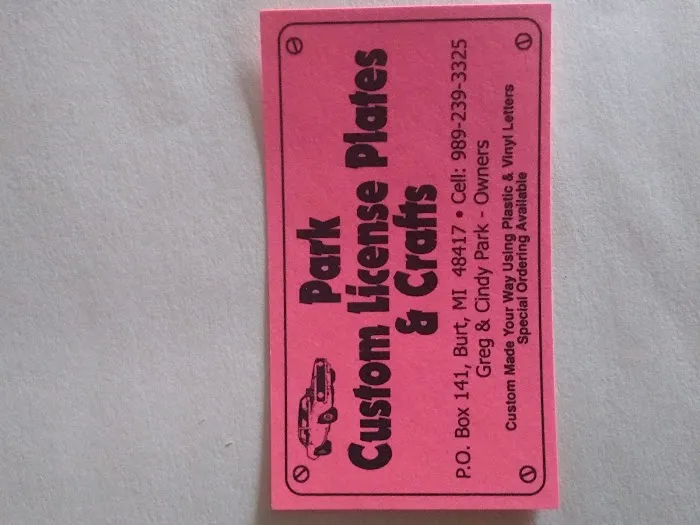 Park
Custom License Plates
& Crafts
P.O. Box 141, Burt, MI 48417 • Cell: 989-239-3325
Greg & Cindy Park - Owners
Custom Made Your Way Using Plastic & Vinyl Letters
Special Ordering Available